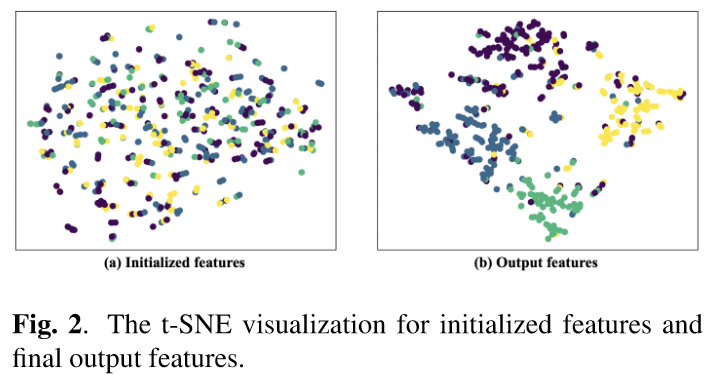 (a) Initialized features
(b) Output features
Fig. 2. The t-SNE visualization for initialized features and
final output features.